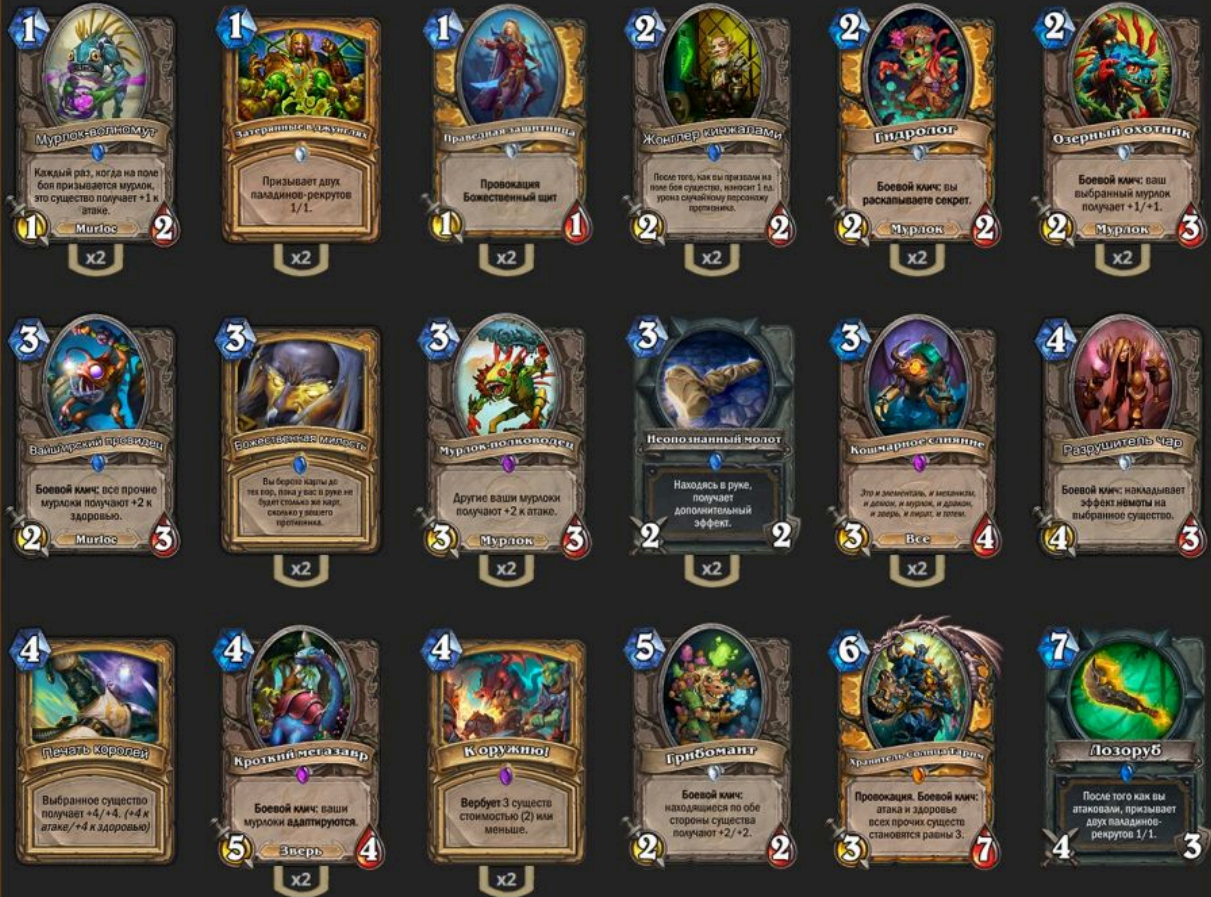 1
Мурлок-волномут
Каждый раз, когда на поле
боя призывается мурлок,
это существо получает +1 к
атаке.
1
Murloc
2
x2
1
Затерянные в джунглях
Призывает двух
паладинов-рекрутов
1/1.
x2
1
Праведная защитница
Провокация
Божественный щит
1
1
x2
2
Жонглер кинжалами
После того, как вы призвали на
поле боя существо, наносит 1 ед.
урона случайному персонажу
противника.
2
2
x2
2
Гидролог
Боевой клич: вы
раскапываете секрет.
2
Мурлок
2
x2
2
Озерный охотник
Боевой клич: ваш
выбранный мурлок
получает +1/+1.
2
Мурлок
3
x2
3
Вайш'ирский провидец
Боевой клич: все прочие
мурлоки получают +2 к
здоровью.
2
Murloc
3
3
Божественная милость
Вы берете карты до
тех пор, пока у вас в руке не
будет столько же карт,
сколько у вашего
противника.
x2
3
Мурлок-полководец
Другие ваши мурлоки
получают +2 к атаке.
3
Мурлок
3
x2
3
Неопознанный молот
Находясь в руке,
получает
дополнительный
эффект.
2
2
x2
3
Кошмарное слияние
Это и элементаль, и механизм,
и демон, и мурлок, и дракон,
и зверь, и пират, и тотем.
3
Все
4
x2
4
Разрушитель чар
Боевой клич: накладывает
эффект немоты на
выбранное существо.
4
3
4
Печать королей
Выбранное существо
получает +4/+4. (+4 к
атаке/+4 к здоровью)
4
Кроткий мегазавр
Боевой клич: ваши
мурлоки адаптируются.
5
Зверь
4
x2
4
К оружию!
Вербует 3 существ
стоимостью (2) или
меньше.
x2
5
Грибомант
Боевой клич:
находящиеся по обе
стороны существа
получают +2/+2.
2
2
6
Хранитель Солнца Тарим
Провокация. Боевой клич:
атака и здоровье
всех прочих существ
становятся равны 3.
3
7
7
Лозоруб
После того как вы
атаковали, призывает
двух паладинов-
рекрутов 1/1.
4
3